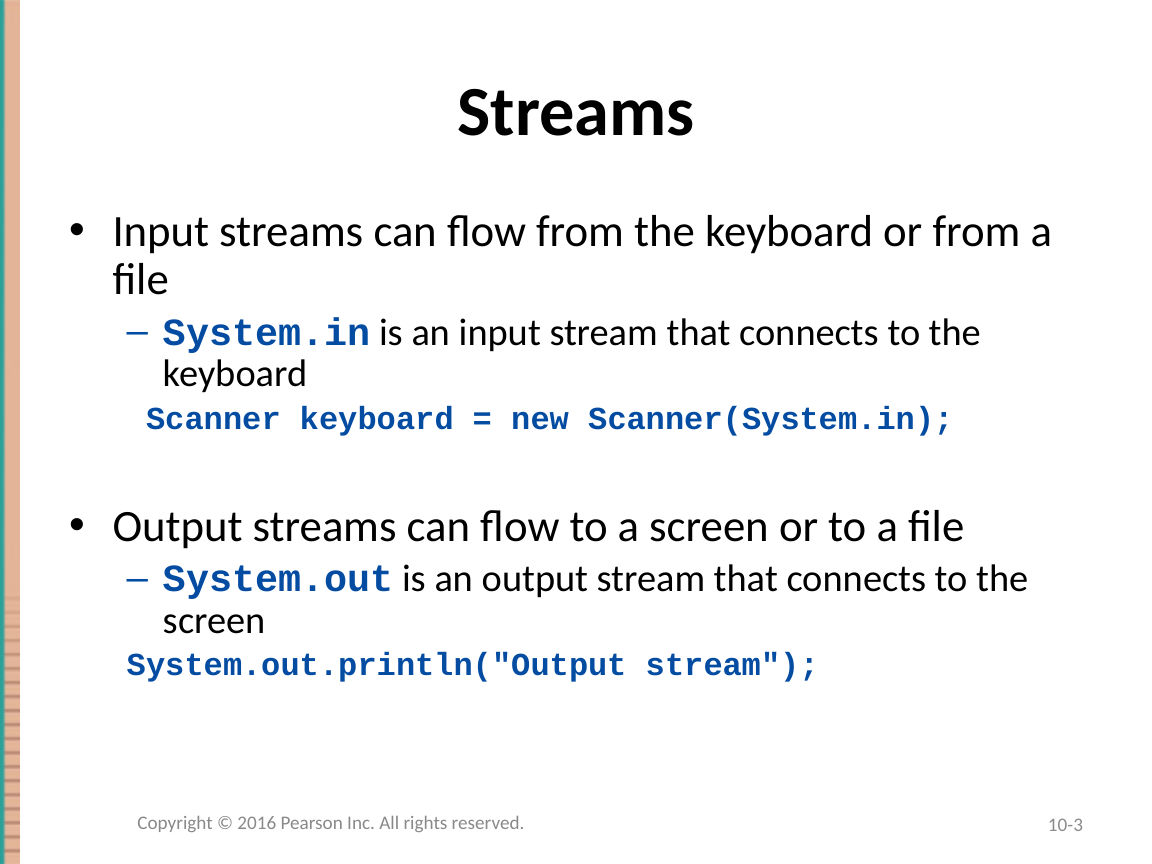 Streams
• Input streams can flow from the keyboard or from a
file
– System.in is an input stream that connects to the
keyboard
Scanner keyboard = new Scanner(System.in);
• Output streams can flow to a screen or to a file
– System.out is an output stream that connects to the
screen
System.out.println("Output stream");
Copyright © 2016 Pearson Inc. All rights reserved.
10-3